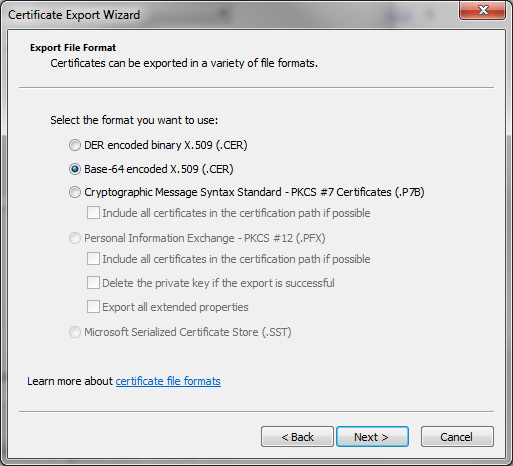 Certificate Export Wizard
Export File Format
Certificates can be exported in a variety of file formats.
Select the format you want to use:
DER encoded binary X.509 (.CER)
Base-64 encoded X.509 (.CER)
Cryptographic Message Syntax Standard - PKCS #7 Certificates (.P7B)
Include all certificates in the certification path if possible
Personal Information Exchange - PKCS #12 (.PFX)
Include all certificates in the certification path if possible
Delete the private key if the export is successful
Export all extended properties
Microsoft Serialized Certificate Store (.SST)
Learn more about certificate file formats
< Back Next > Cancel